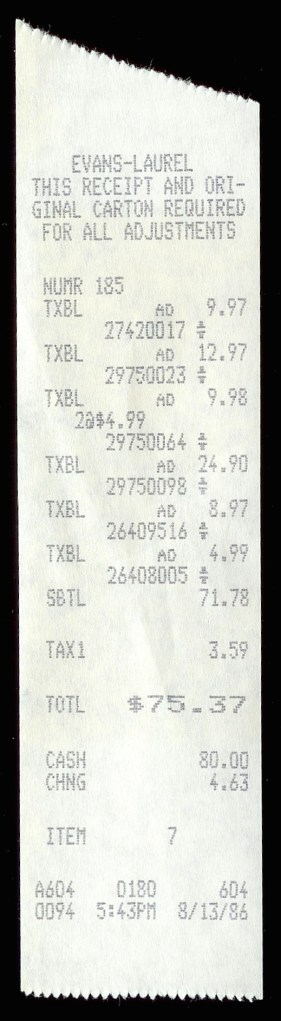 EVANS-LAUREL
THIS RECEIPT AND ORI-
GINAL CARTON REQUIRED
FOR ALL ADJUSTMENTS
NUMR 185
TXBL AD 9.97
27420017 ÷
TXBL AD 12.97
29750023 ÷
TXBL AD 9.98
2@$4.99
29750064 ÷
TXBL AD 24.90
29750098 ÷
TXBL AD 8.97
26409516 ÷
TXBL AD 4.99
26408005 ÷
SBTL 71.78
TAX1 3.59
TOTL $75.37
CASH 80.00
CHNG 4.63
ITEM 7
A604 0180 604
0094 5:43PM 8/13/86